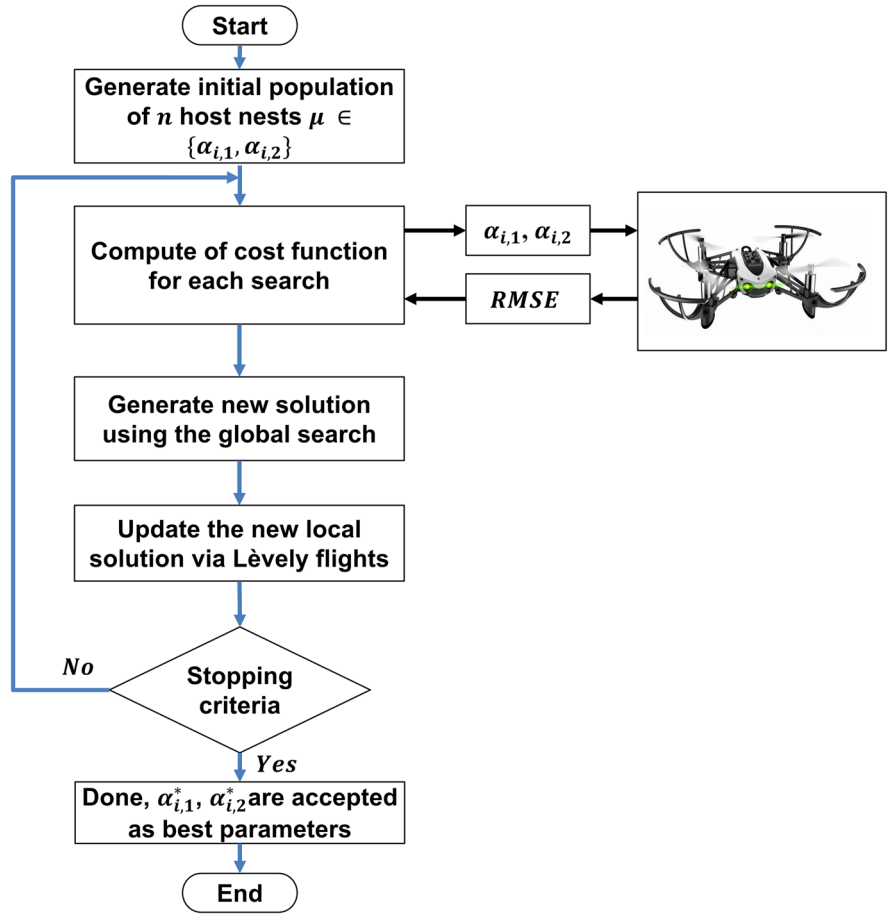 Start
Generate initial population
of n host nests μ ∈
{α_{i,1}, α_{i,2}}
Compute of cost function
for each search
α_{i,1}, α_{i,2}
RMSE
Generate new solution
using the global search
Update the new local
solution via Lèvely flights
No
Stopping
criteria
Yes
Done, α*_{i,1}, α*_{i,2} are accepted
as best parameters
End